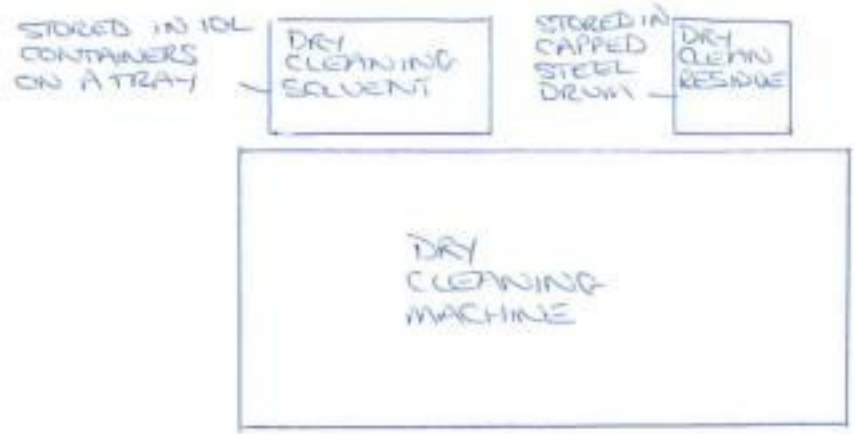 STORED IN 10L
CONTAINERS
ON A TRAY
DRY
CLEANING
SOLVENT
STORED IN
CAPPED
STEEL
DRUM
DRY
CLEAN
RESIDUE
DRY
CLEANING
MACHINE